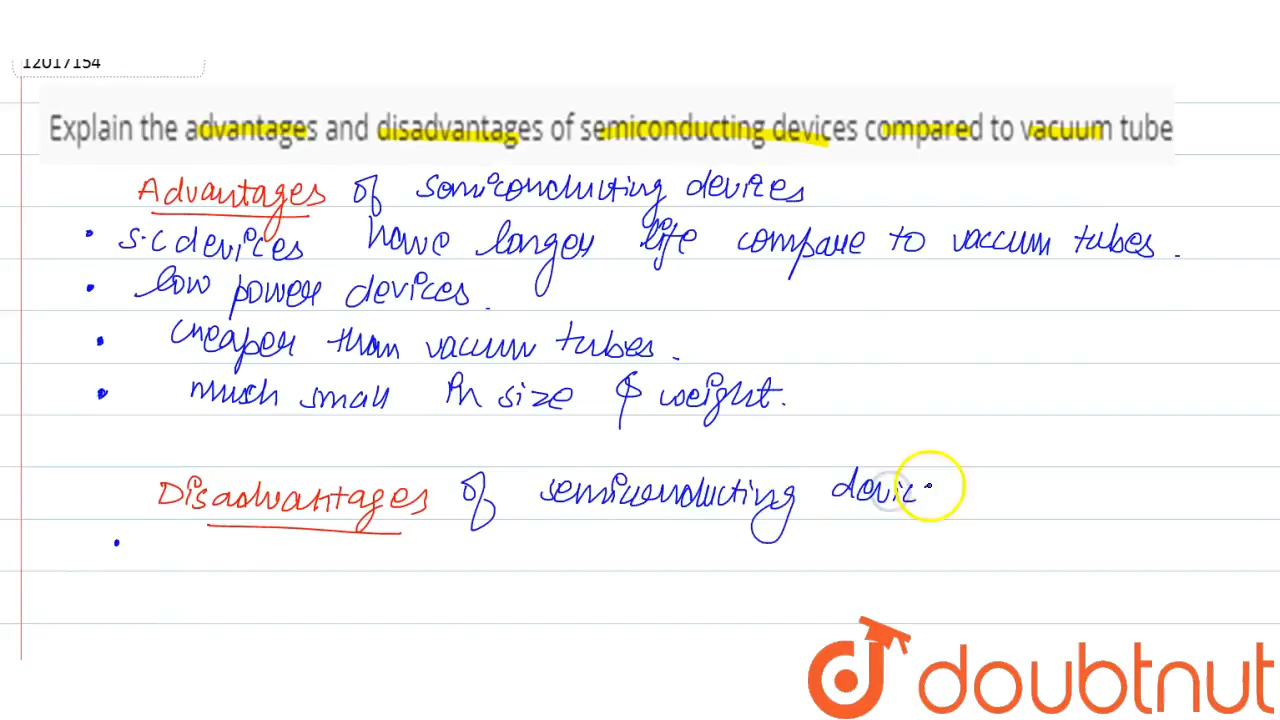 12017154
Explain the advantages and disadvantages of semiconducting devices compared to vacuum tube
Advantages of semiconducting devices
• S.C devices have longer life compare to vaccum tubes.
• low power devices.
• cheaper than vacuum tubes.
• much small in size & weight.
Disadvantages of semiconducting devic
•
doubtnut